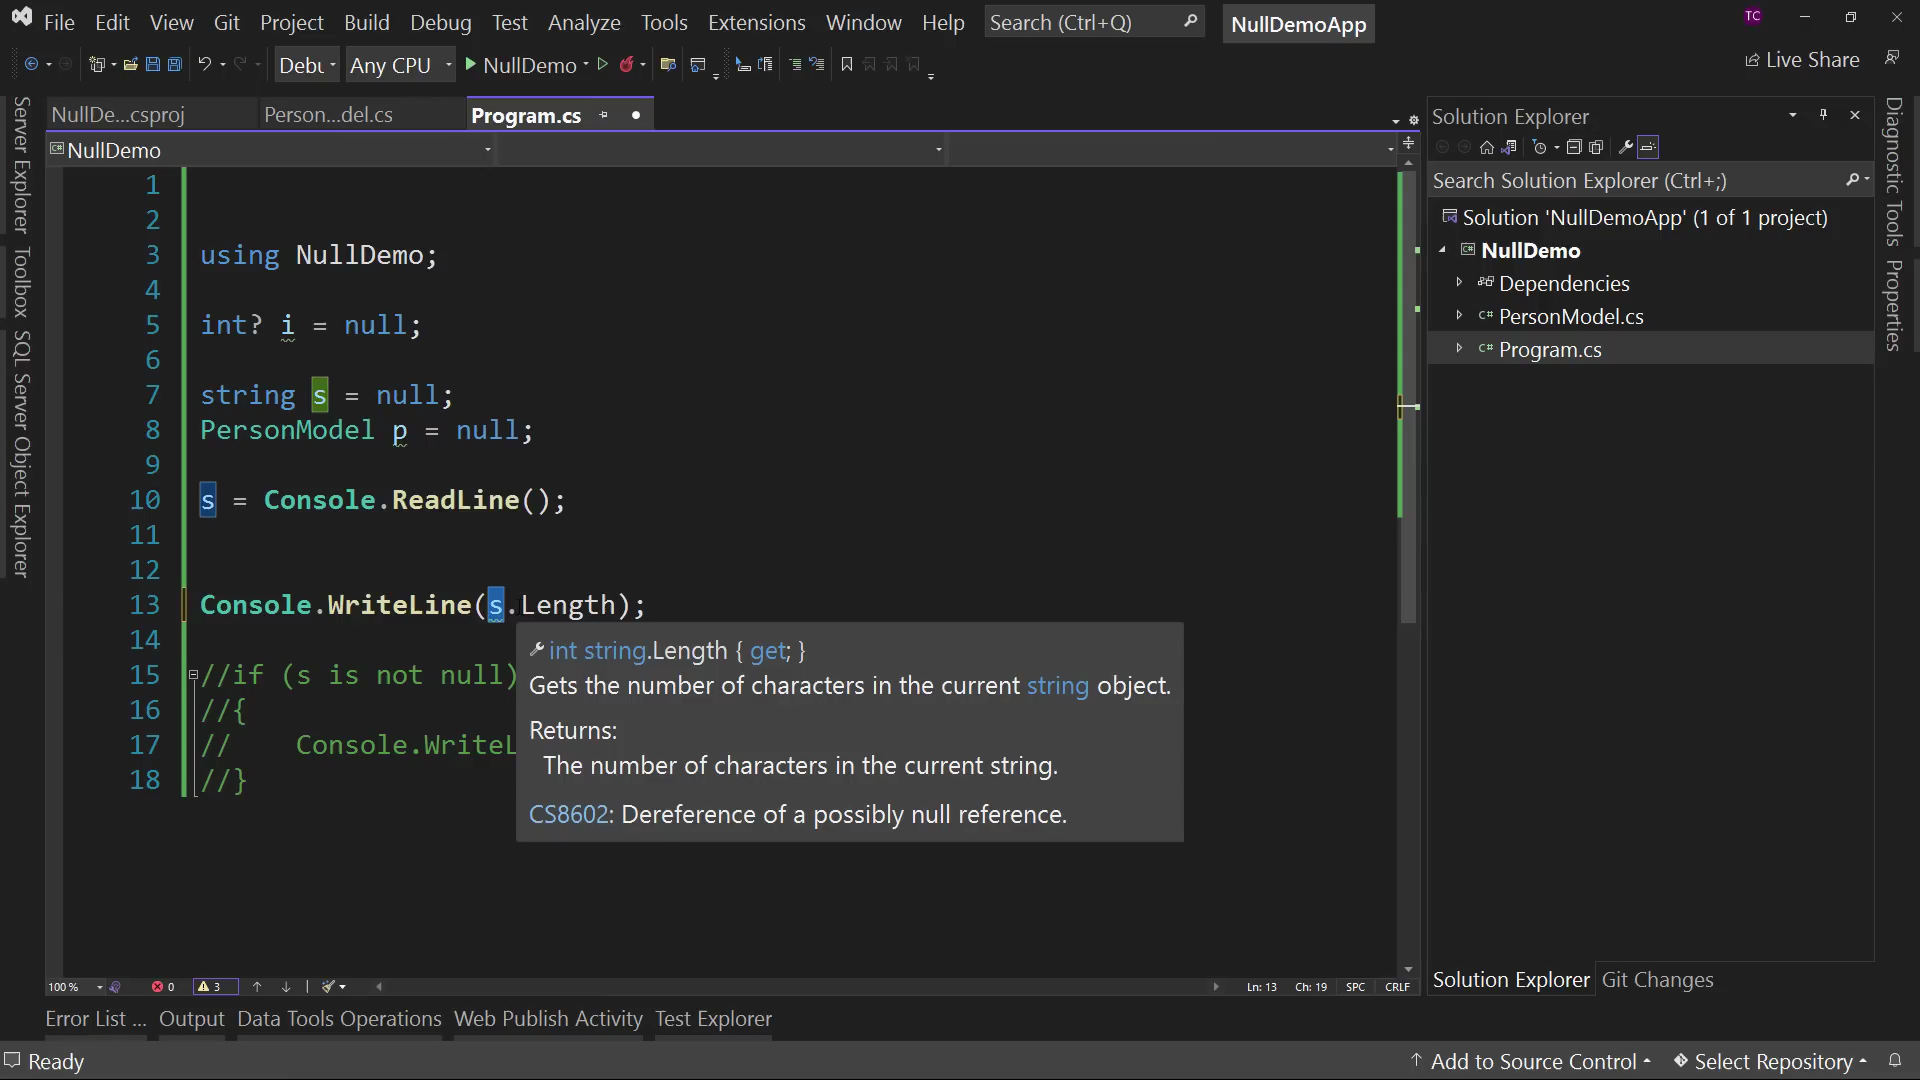 File Edit View Git Project Build Debug Test Analyze Tools Extensions Window Help Search (Ctrl+Q) NullDemoApp TC
Debu Any CPU NullDemo Live Share
NullDe...csproj Person...del.cs Program.cs
NullDemo
1
2
3 using NullDemo;
4
5 int? i = null;
6
7 string s = null;
8 PersonModel p = null;
9
10 s = Console.ReadLine();
11
12
13 Console.WriteLine(s.Length);
14
15 //if (s is not null)
16 //{
17 // Console.WriteL
18 //}
int string.Length { get; }
Gets the number of characters in the current string object.
Returns:
The number of characters in the current string.
CS8602: Dereference of a possibly null reference.
100 % 0 3 Ln: 13 Ch: 19 SPC CRLF
Error List ... Output Data Tools Operations Web Publish Activity Test Explorer
Server Explorer
Toolbox
SQL Server Object Explorer
Solution Explorer
Search Solution Explorer (Ctrl+;)
Solution 'NullDemoApp' (1 of 1 project)
NullDemo
Dependencies
C# PersonModel.cs
C# Program.cs
Solution Explorer Git Changes
Diagnostic Tools
Properties
Ready Add to Source Control Select Repository